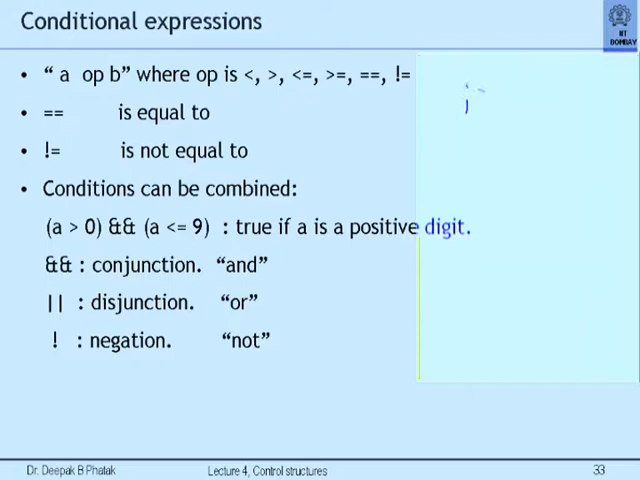 Conditional expressions
IIT
BOMBAY
• “ a op b” where op is <, >, <=, >=, ==, !=
• == is equal to
• != is not equal to
• Conditions can be combined:
(a > 0) && (a <= 9) : true if a is a positive digit.
&& : conjunction. “and”
|| : disjunction. “or”
! : negation. “not”
Dr. Deepak B Phatak Lecture 4, Control structures 33